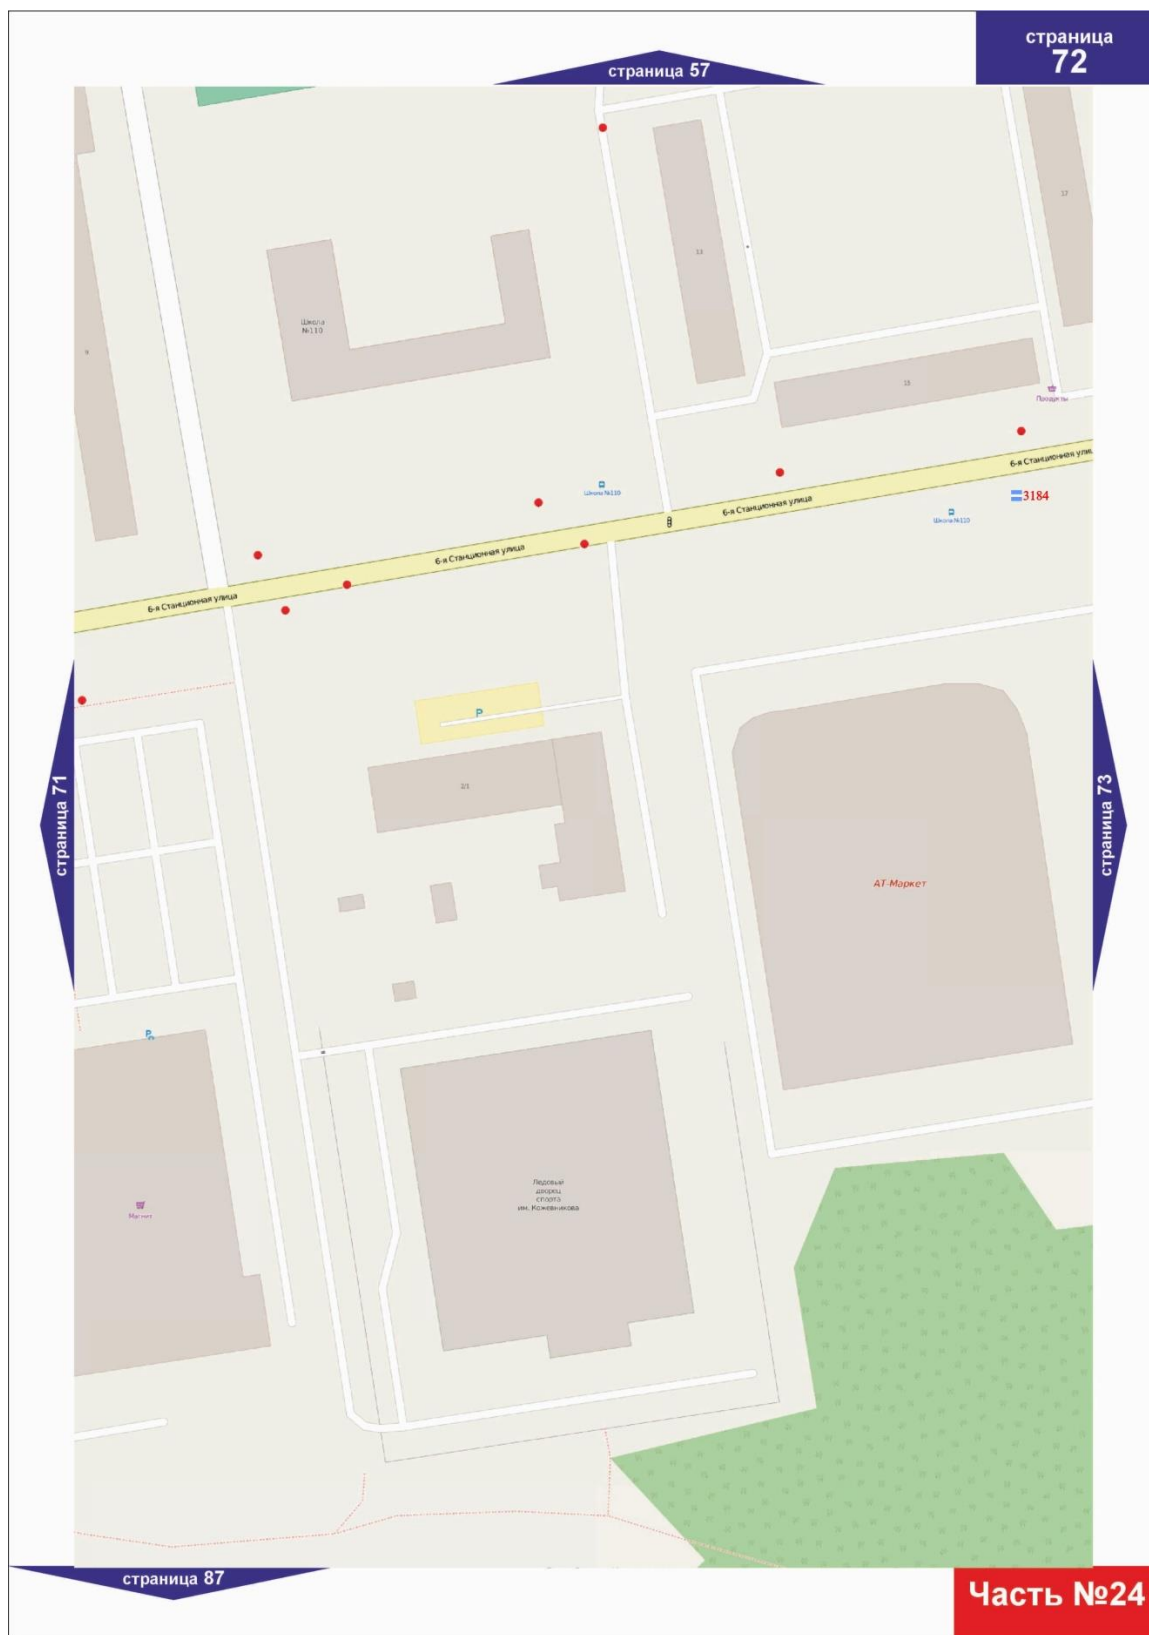 страница
72
страница 57
17
13
Школа
№110
9
13
Продукты
6-я Станционная улица
Школа №110
3184
6-я Станционная улица
Школа №110
6-я Станционная улица
6-я Станционная улица
P
страница 71
2/1
страница 73
АТ-Маркет
P
Ледовый
дворец
спорта
им. Кожевникова
Магнит
страница 87
Часть №24